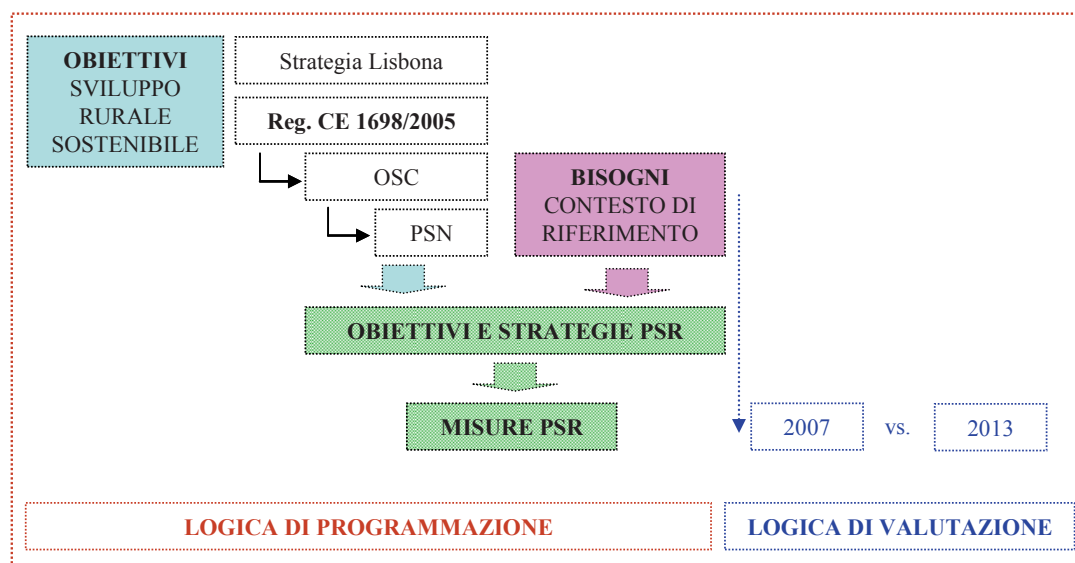 OBIETTIVI
SVILUPPO
RURALE
SOSTENIBILE
Strategia Lisbona
Reg. CE 1698/2005
OSC
PSN
BISOGNI
CONTESTO DI
RIFERIMENTO
OBIETTIVI E STRATEGIE PSR
MISURE PSR
2007 vs. 2013
LOGICA DI PROGRAMMAZIONE
LOGICA DI VALUTAZIONE